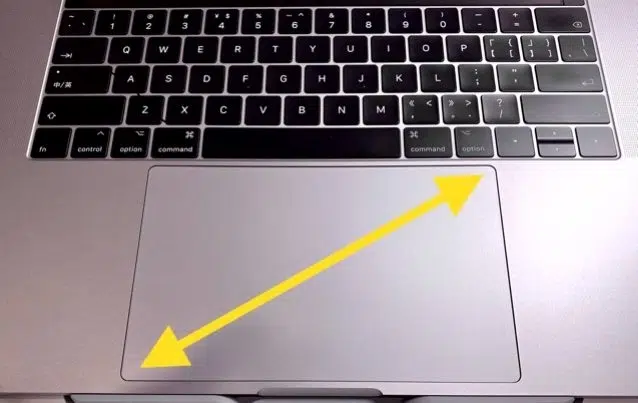 ~ ! @ # ¥ $ % ^ & * ( ) — +
1 2 3 4 5 6 7 8 9 0 - =
Q W E R T Y U I O P
中/英 A S D F G H J K L : ; " '
Z X C V B N M 《 < 》 > ? /
fn control option command command option